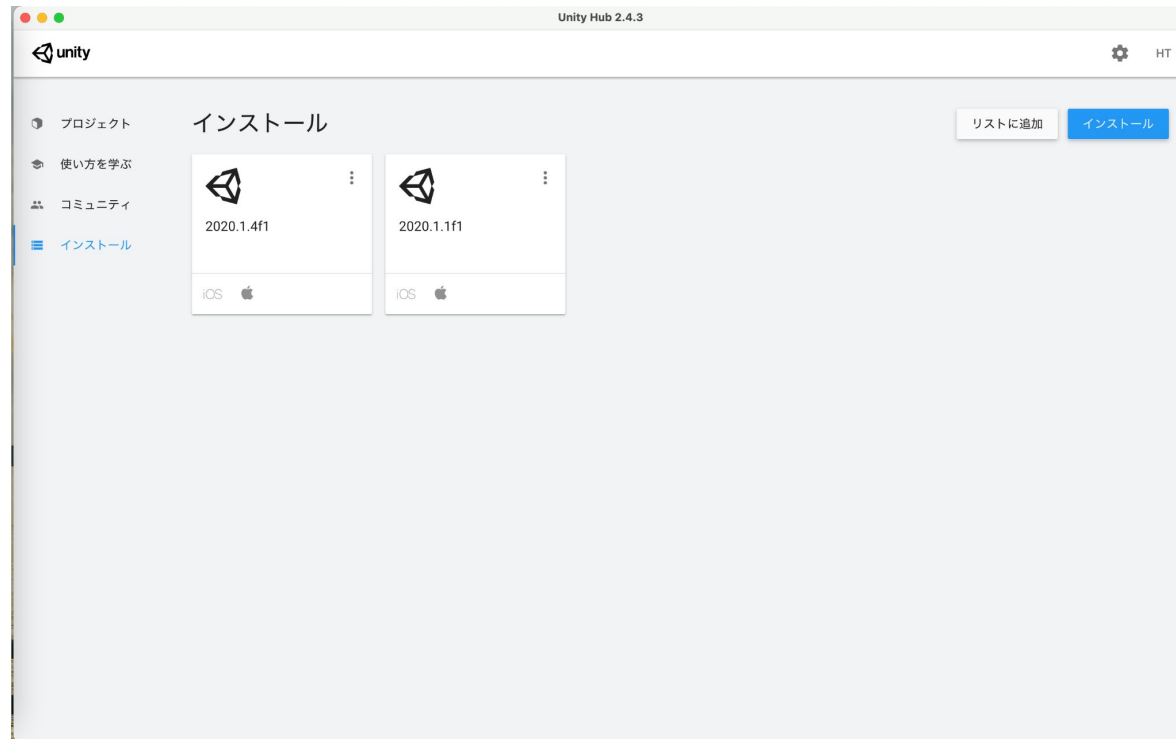 Unity Hub 2.4.3
unity
HT
プロジェクト
使い方を学ぶ
コミュニティ
インストール
インストール
リストに追加
インストール
2020.1.4f1
iOS
2020.1.1f1
iOS